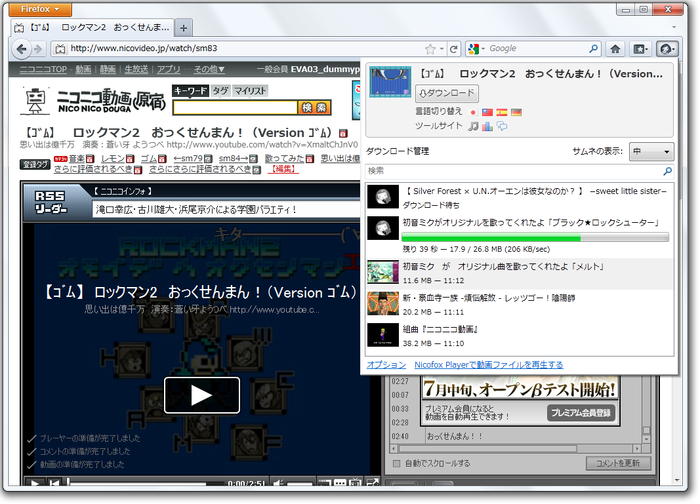 Firefox
【ｺﾞﾑ】 ロックマン2 おっくせんまん...
http://www.nicovideo.jp/watch/sm83
Google
ニコニコTOP
動画
静画
生放送
アプリ
その他▼
一般会員 EVA03_dummyp
ニコニコ動画(原宿)
NICO NICO DOUGA
キーワード タグ マイリスト
検索
【ｺﾞﾑ】 ロックマン2 おっくせんまん！（Version ｺﾞﾑ）
思い出は億千万 演奏：蒼い牙 ようつべ http://www.youtube.com/watch?v=XmaltChJnV0
登録タグ
音楽 レモン ゴム ←sm79 sm84→ 歌ってみた 思い出は
さらに評価されるべき さらにさらに評価されるべき 【編集】
RSS
リーダー
【ニコニコインフォ】
滝口幸広・古川雄大・浜尾京介による学園バラエティ！
キター
ROCKMAN2
オモイデ ハ オクセンマン
【ｺﾞﾑ】 ロックマン2 おっくせんまん！（Version ｺﾞﾑ）
思い出は億千万 演奏：蒼い牙ようつべ http://www.youtube.c...
プレーヤーの準備が完了しました
コメントの準備が完了しました
動画の準備が完了しました
0:00/2:51
【ｺﾞﾑ】 ロックマン2 おっくせんまん！（Version...
ダウンロード
言語切り替え
ツールサイト
ダウンロード管理
サムネの表示:
中
検索
【 Silver Forest × U.N.オーエンは彼女なのか？ 】 −sweet little sister−
ダウンロード待ち
初音ミクがオリジナルを歌ってくれたよ「ブラック★ロックシューター」
残り 39 秒 — 17.9 / 26.8 MB (206 KB/sec)
初音ミク が オリジナル曲を歌ってくれたよ「メルト」
11.6 MB — 11:12
新・豪血寺一族 -煩悩解放 - レッツゴー！陰陽師
20.2 MB — 11:11
組曲『ニコニコ動画』
38.2 MB — 11:10
オプション
Nicofox Playerで動画ファイルを再生する
02:27
00:07
00:33
02:08
02:40
7月中旬、オープンβテスト開始!
プレミアム会員になると
動画を自動再生できます！
プレミアム会員登録
おっくせんまん！！
自動でスクロールする
コメントを更新